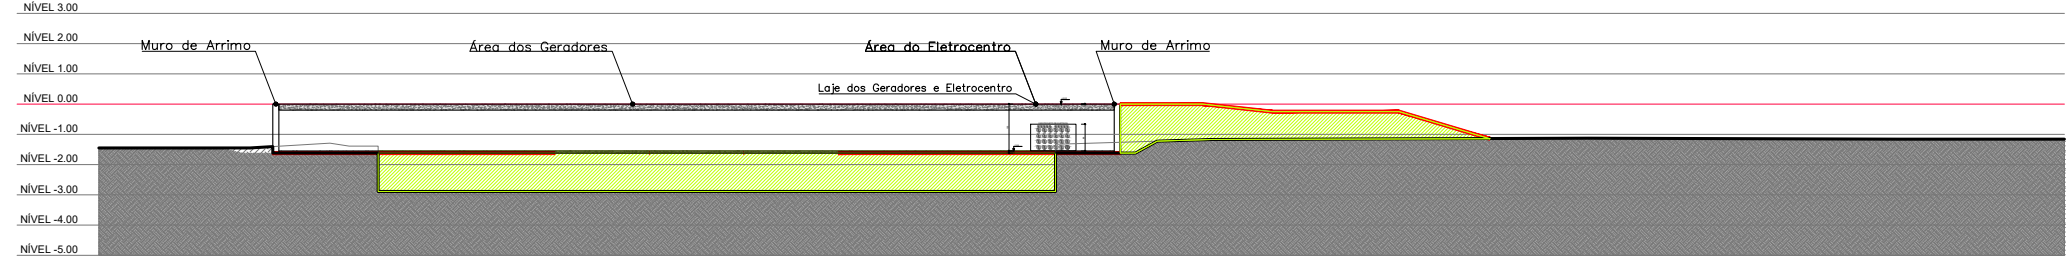 NÍVEL 3.00
NÍVEL 2.00
Muro de Arrimo
Área dos Geradores
Área do Eletrocentro
Muro de Arrimo
NÍVEL 1.00
Laje dos Geradores e Eletrocentro
NÍVEL 0.00
NÍVEL -1.00
NÍVEL -2.00
NÍVEL -3.00
NÍVEL -4.00
NÍVEL -5.00